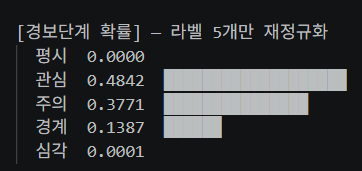 [경보단계 확률] — 라벨 5개만 재정규화
평시 0.0000
관심 0.4842
주의 0.3771
경계 0.1387
심각 0.0001